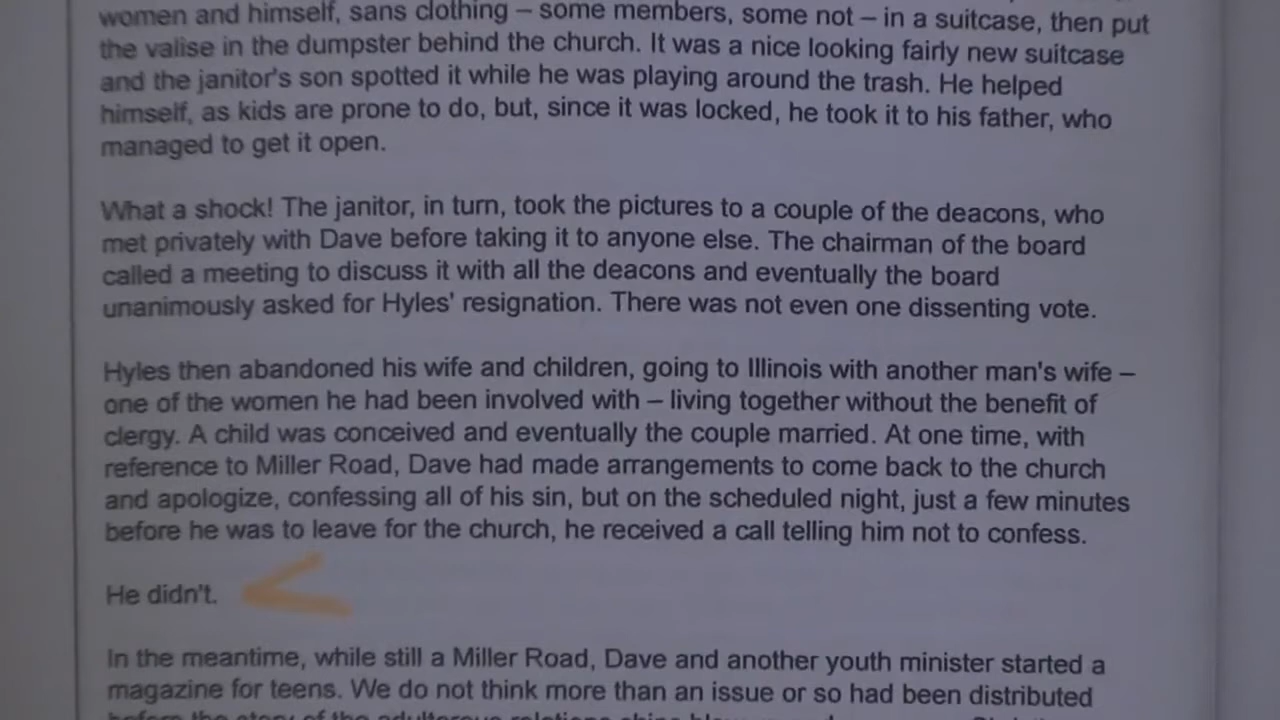 women and himself, sans clothing – some members, some not – in a suitcase, then put
the valise in the dumpster behind the church. It was a nice looking fairly new suitcase
and the janitor's son spotted it while he was playing around the trash. He helped
himself, as kids are prone to do, but, since it was locked, he took it to his father, who
managed to get it open.
What a shock! The janitor, in turn, took the pictures to a couple of the deacons, who
met privately with Dave before taking it to anyone else. The chairman of the board
called a meeting to discuss it with all the deacons and eventually the board
unanimously asked for Hyles' resignation. There was not even one dissenting vote.
Hyles then abandoned his wife and children, going to Illinois with another man's wife –
one of the women he had been involved with – living together without the benefit of
clergy. A child was conceived and eventually the couple married. At one time, with
reference to Miller Road, Dave had made arrangements to come back to the church
and apologize, confessing all of his sin, but on the scheduled night, just a few minutes
before he was to leave for the church, he received a call telling him not to confess.
He didn't.
In the meantime, while still a Miller Road, Dave and another youth minister started a
magazine for teens. We do not think more than an issue or so had been distributed
before the story of the adulterous relations